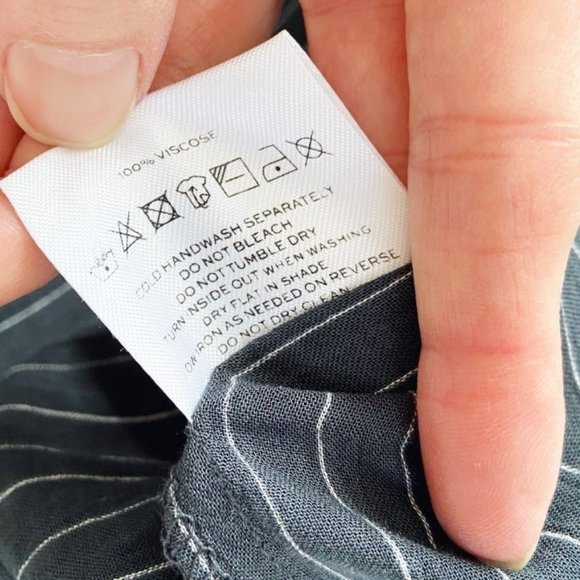 100% VISCOSE
COLD HANDWASH SEPARATELY
DO NOT BLEACH
DO NOT TUMBLE DRY
TURN INSIDE OUT WHEN WASHING
DRY FLAT IN SHADE
LOW IRON AS NEEDED ON REVERSE
DO NOT DRY CLEAN